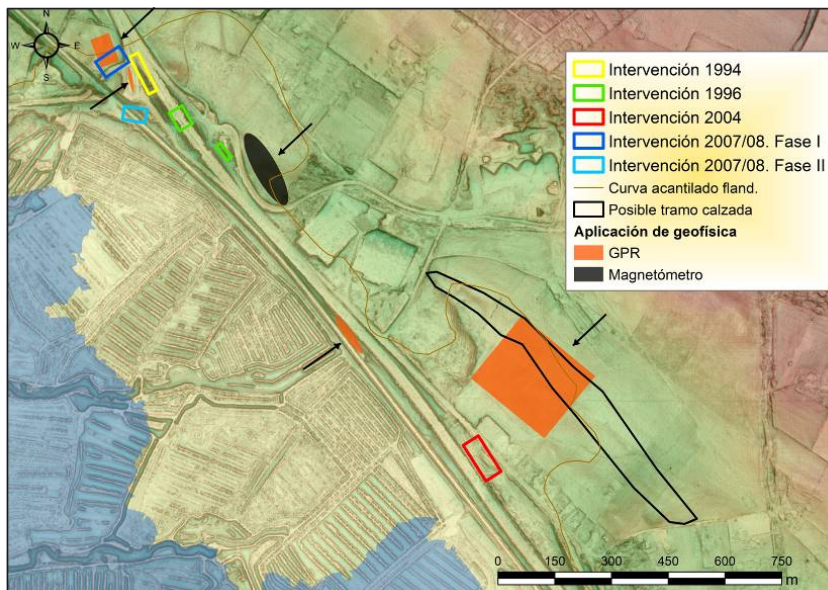 N
W E
S
Intervención 1994
Intervención 1996
Intervención 2004
Intervención 2007/08. Fase I
Intervención 2007/08. Fase II
Curva acantilado fland.
Posible tramo calzada
Aplicación de geofísica
GPR
Magnetómetro
0 150 300 450 600 750
m